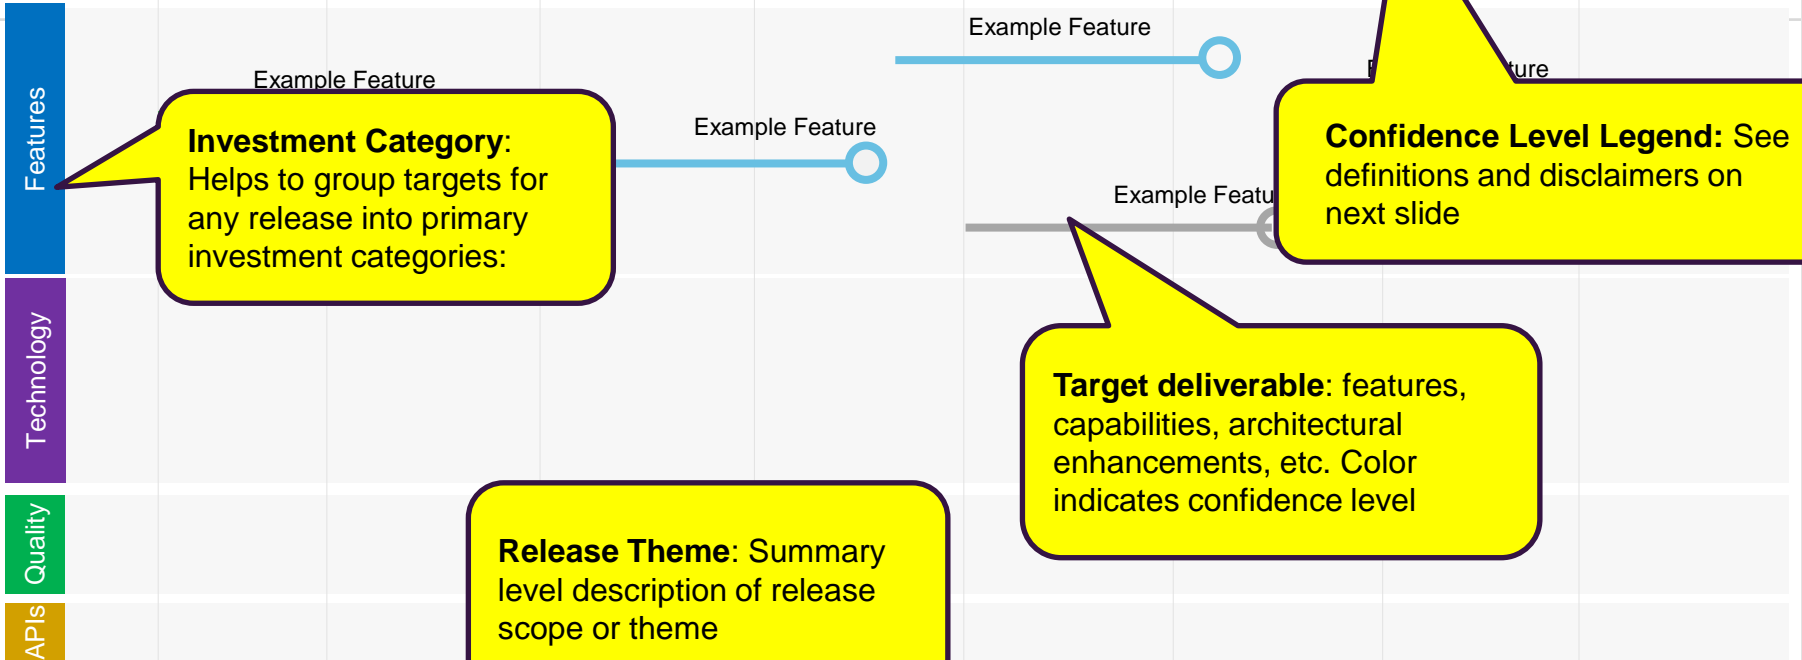 Features
Technology
Quality
APIs
Example Feature
Example Feature
Example Feature
Example
Investment Category:
Helps to group targets for
any release into primary
investment categories:
Confidence Level Legend: See
definitions and disclaimers on
next slide
Target deliverable: features,
capabilities, architectural
enhancements, etc. Color
indicates confidence level
Release Theme: Summary
level description of release
scope or theme